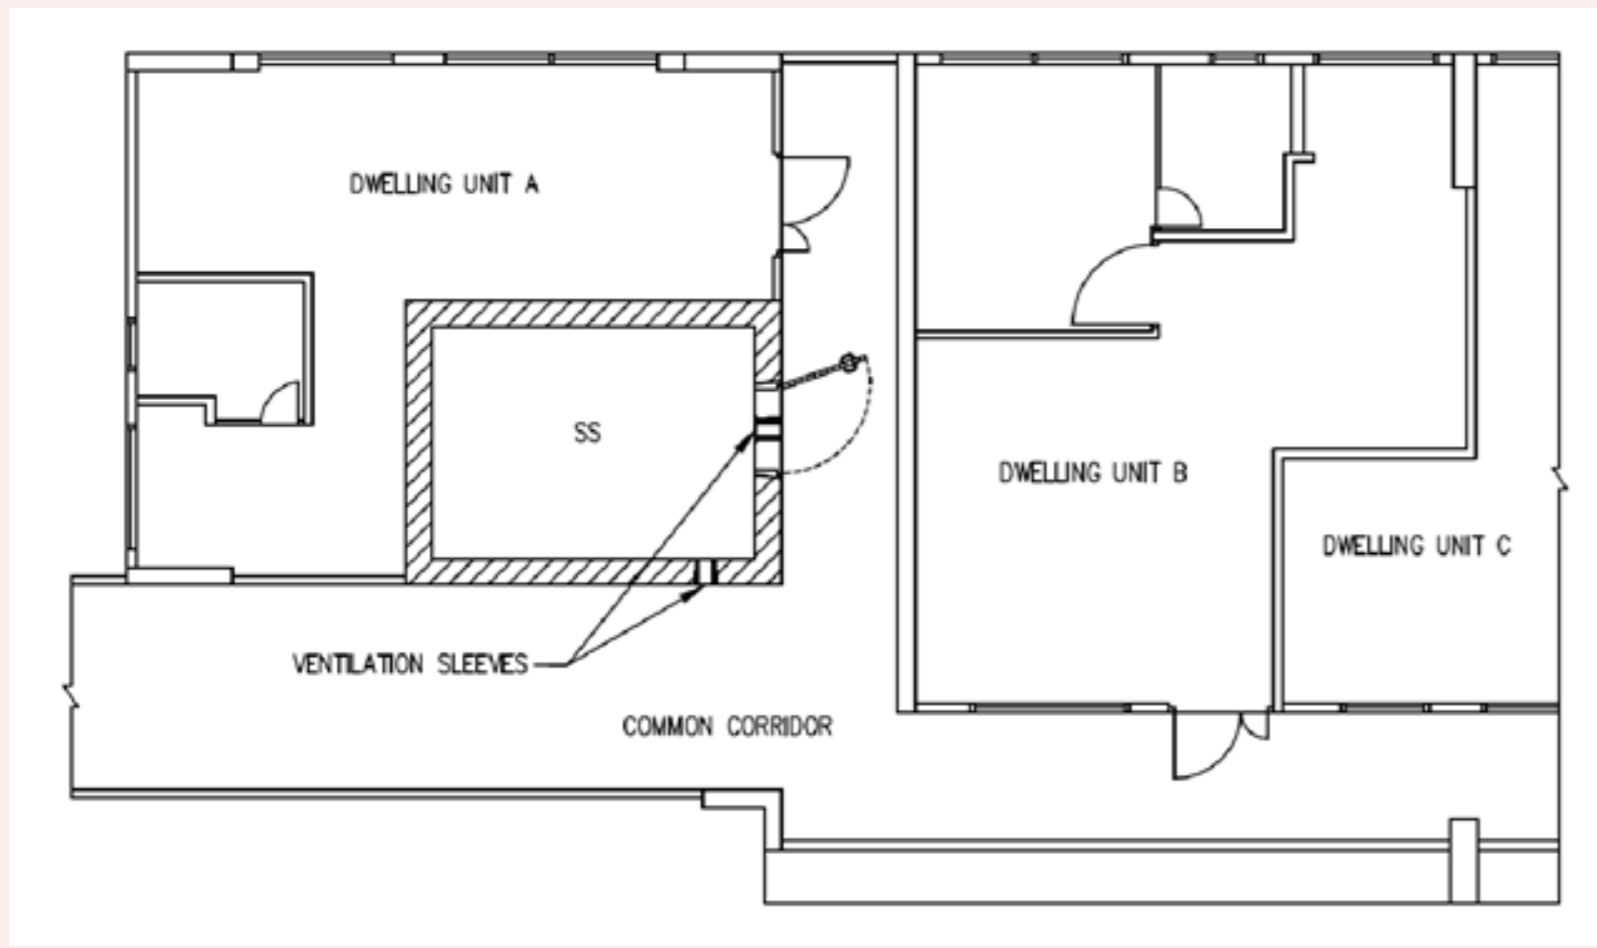 DWELLING UNIT A
SS
DWELLING UNIT B
DWELLING UNIT C
VENTILATION SLEEVES
COMMON CORRIDOR